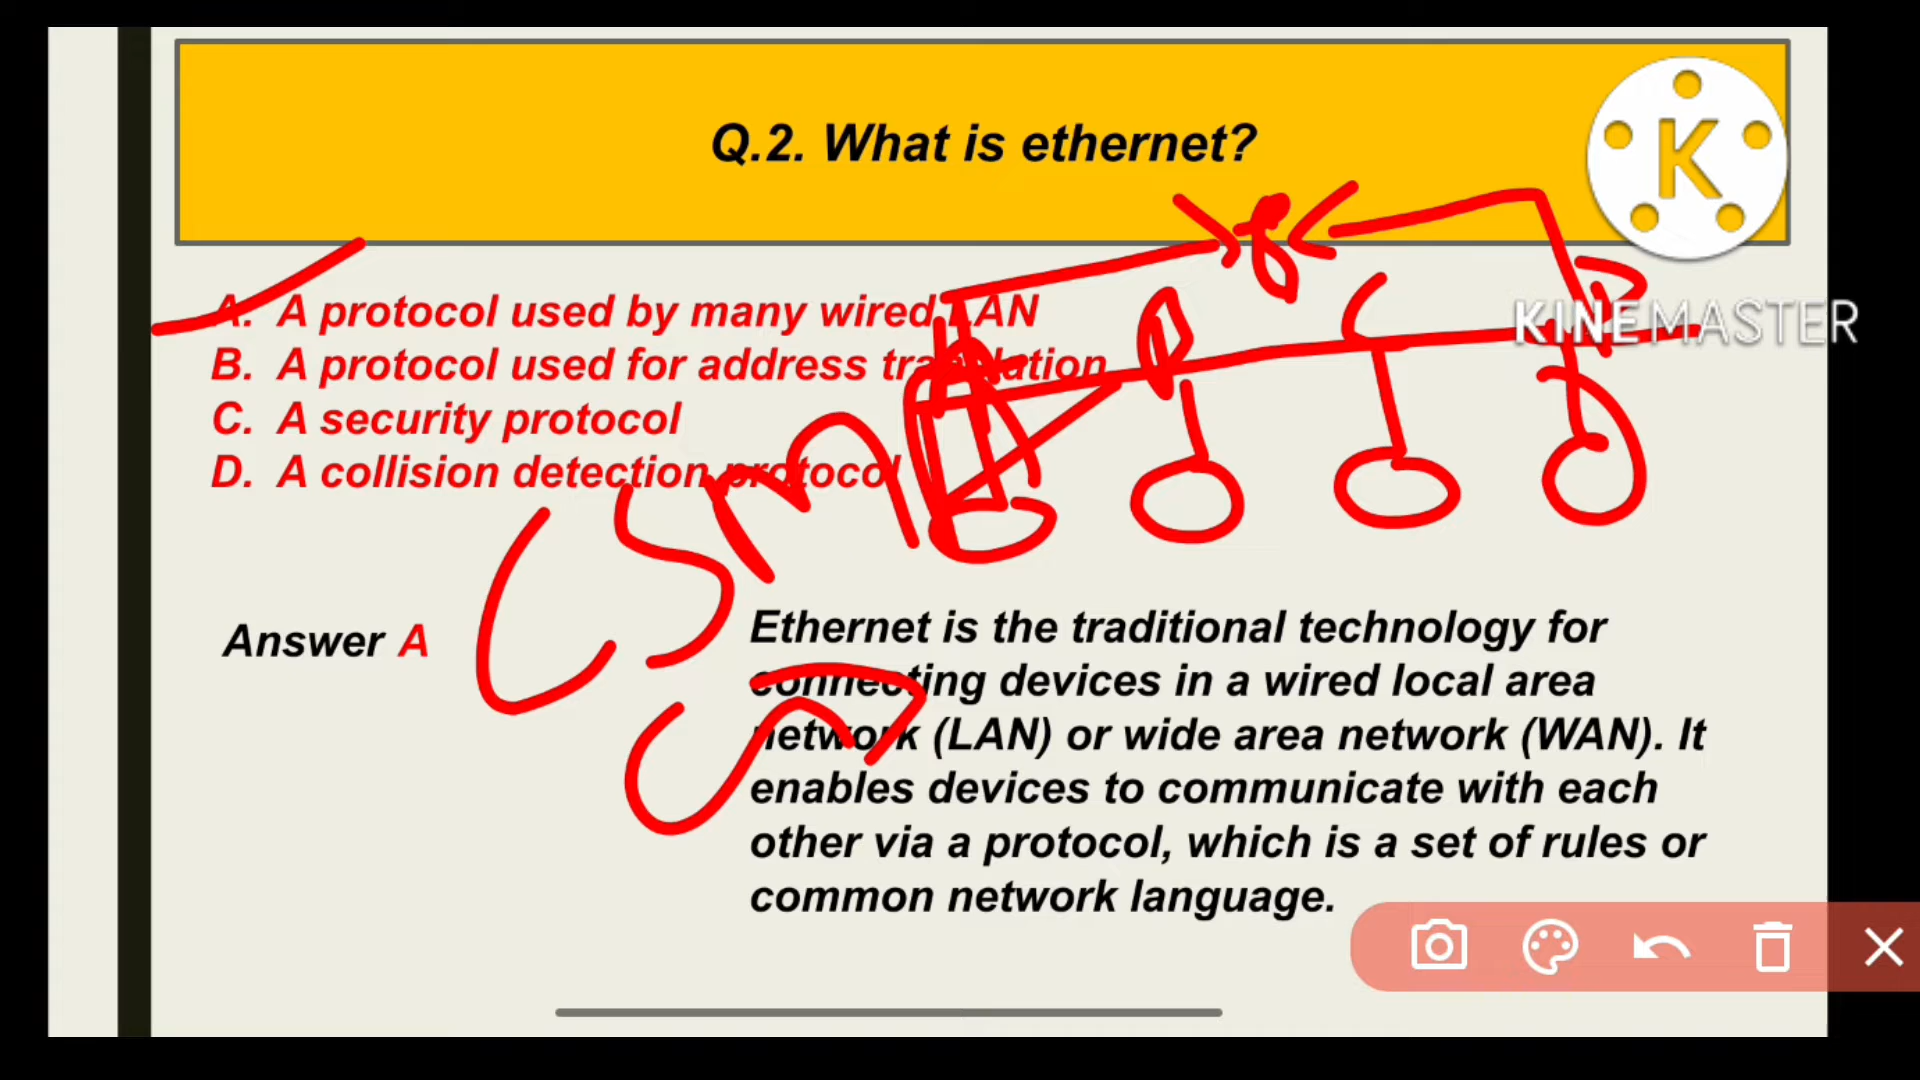 Q.2. What is ethernet?
K
KINEMASTER
A. A protocol used by many wired LAN
B. A protocol used for address translation
C. A security protocol
D. A collision detection protocol
A B C D
CSMA
CD
Answer A
Ethernet is the traditional technology for
connecting devices in a wired local area
network (LAN) or wide area network (WAN). It
enables devices to communicate with each
other via a protocol, which is a set of rules or
common network language.